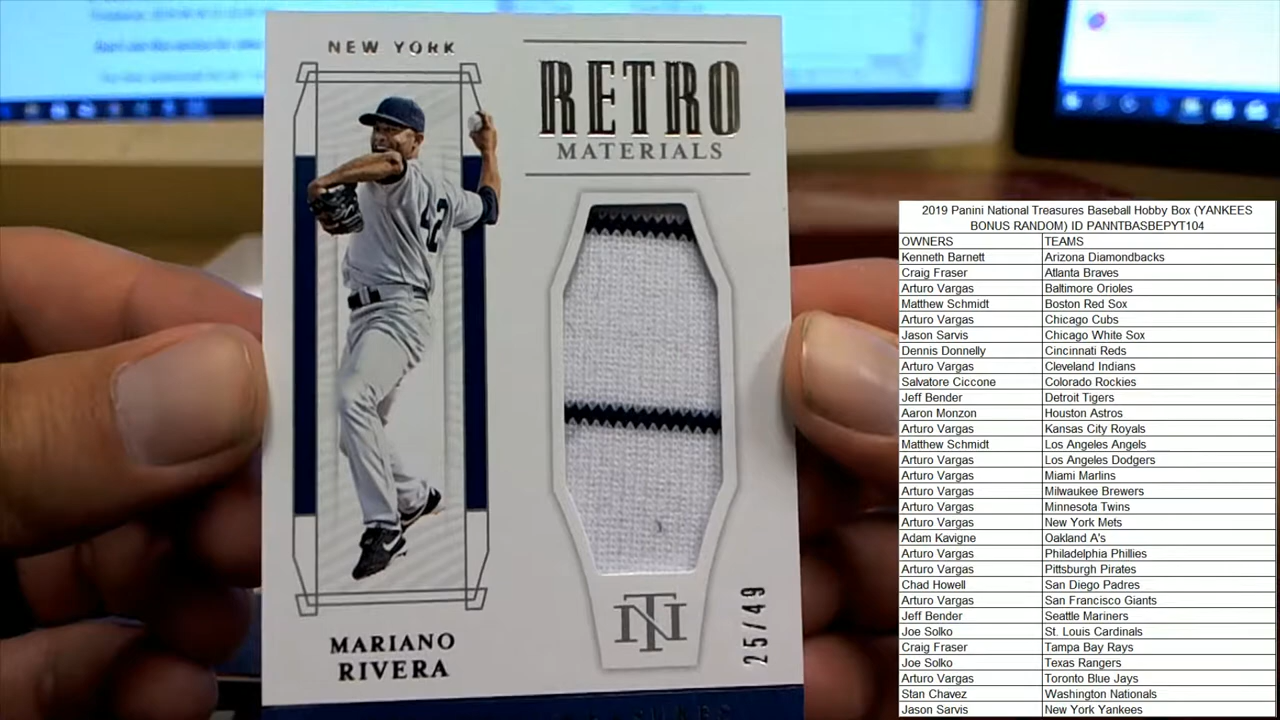 NEW YORK
RETRO
MATERIALS
42
MARIANO
RIVERA
NT
25/49
2019 Panini National Treasures Baseball Hobby Box (YANKEES
BONUS RANDOM) ID PANNTBASBEPYT104
OWNERS TEAMS
Kenneth Barnett Arizona Diamondbacks
Craig Fraser Atlanta Braves
Arturo Vargas Baltimore Orioles
Matthew Schmidt Boston Red Sox
Arturo Vargas Chicago Cubs
Jason Sarvis Chicago White Sox
Dennis Donnelly Cincinnati Reds
Arturo Vargas Cleveland Indians
Salvatore Ciccone Colorado Rockies
Jeff Bender Detroit Tigers
Aaron Monzon Houston Astros
Arturo Vargas Kansas City Royals
Matthew Schmidt Los Angeles Angels
Arturo Vargas Los Angeles Dodgers
Arturo Vargas Miami Marlins
Arturo Vargas Milwaukee Brewers
Arturo Vargas Minnesota Twins
Arturo Vargas New York Mets
Adam Kavigne Oakland A's
Arturo Vargas Philadelphia Phillies
Arturo Vargas Pittsburgh Pirates
Chad Howell San Diego Padres
Arturo Vargas San Francisco Giants
Jeff Bender Seattle Mariners
Joe Solko St. Louis Cardinals
Craig Fraser Tampa Bay Rays
Joe Solko Texas Rangers
Arturo Vargas Toronto Blue Jays
Stan Chavez Washington Nationals
Jason Sarvis New York Yankees